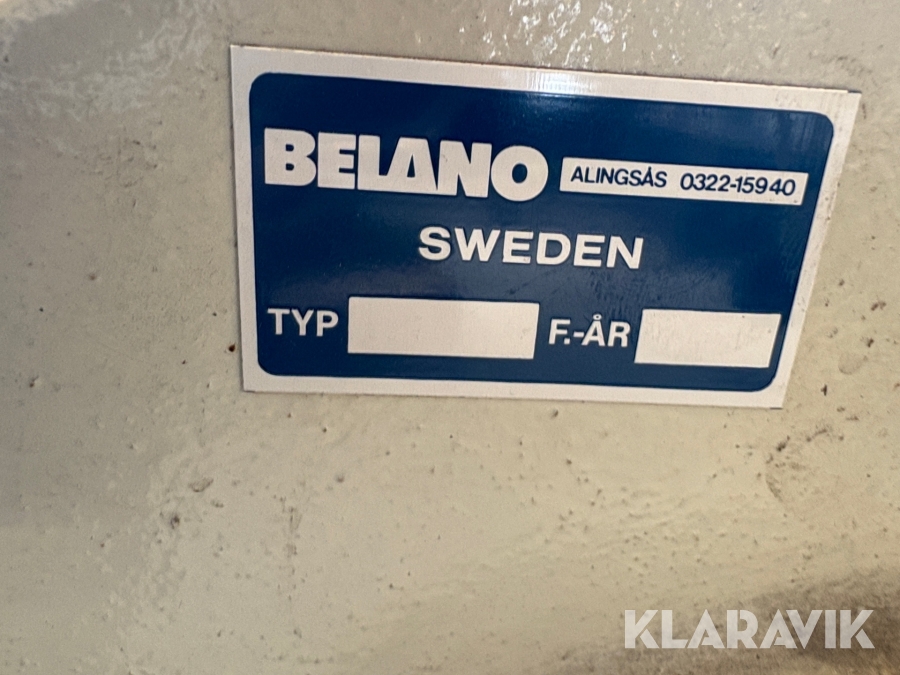 BELANO ALINGSÅS 0322-15940
SWEDEN
TYP F.-ÅR
KLARAVIK